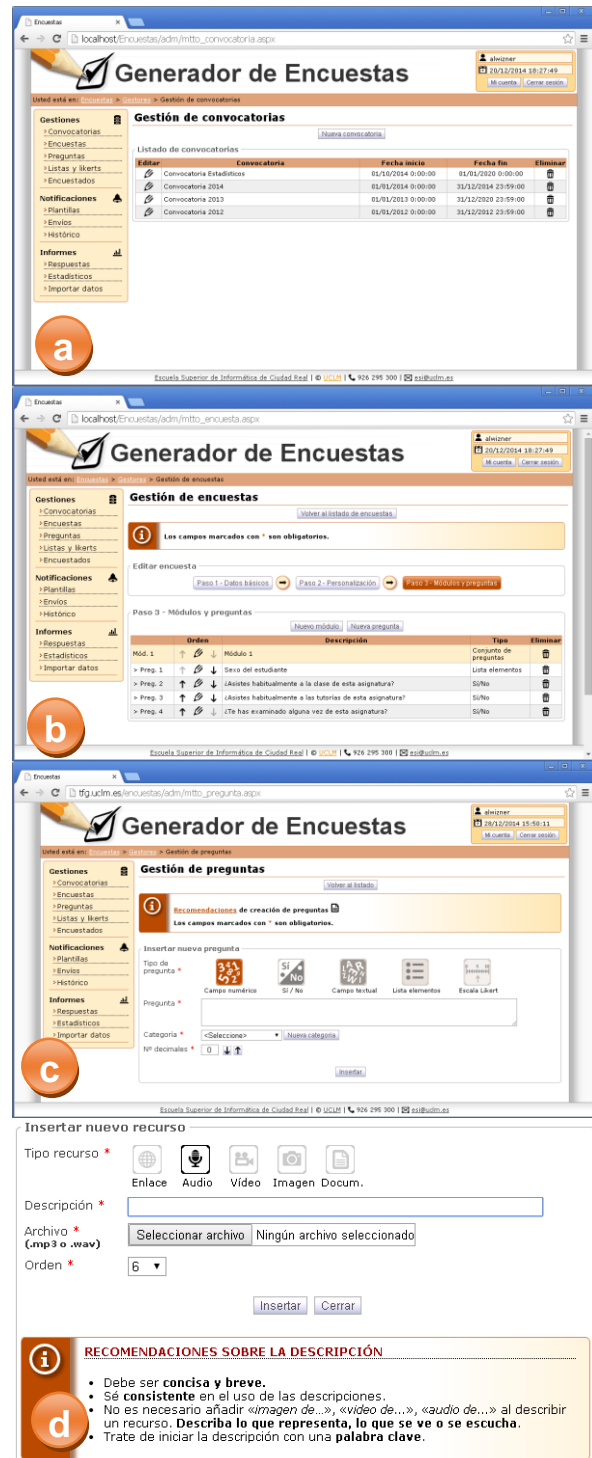 Encuestas
localhost/Encuestas/adm/mtto_convocatoria.aspx
Generador de Encuestas
alwizner
20/12/2014 18:27:49
Mi cuenta Cerrar sesión
Usted está en: Encuestas > Gestores > Gestión de convocatorias
Gestiones
> Convocatorias
> Encuestas
> Preguntas
> Listas y likerts
> Encuestados
Notificaciones
> Plantillas
> Envíos
> Histórico
Informes
> Respuestas
> Estadísticos
> Importar datos
Gestión de convocatorias
Nueva convocatoria
Listado de convocatorias
Editar Convocatoria Fecha inicio Fecha fin Eliminar
Convocatoria Estadísticos 01/10/2014 0:00:00 01/01/2020 0:00:00
Convocatoria 2014 01/01/2014 0:00:00 31/12/2014 23:59:00
Convocatoria 2013 01/01/2013 0:00:00 31/12/2020 23:59:00
Convocatoria 2012 01/01/2012 0:00:00 31/12/2012 23:59:00
a
Escuela Superior de Informática de Ciudad Real | © UCLM | 926 295 300 | esi@uclm.es
Encuestas
localhost/Encuestas/adm/mtto_encuesta.aspx
Generador de Encuestas
alwizner
20/12/2014 18:27:49
Mi cuenta Cerrar sesión
Usted está en: Encuestas > Gestores > Gestión de encuestas
Gestiones
> Convocatorias
> Encuestas
> Preguntas
> Listas y likerts
> Encuestados
Notificaciones
> Plantillas
> Envíos
> Histórico
Informes
> Respuestas
> Estadísticos
> Importar datos
Gestión de encuestas
Volver al listado de encuestas
Los campos marcados con * son obligatorios.
Editar encuesta
Paso 1 - Datos básicos Paso 2 - Personalización Paso 3 - Módulos y preguntas
Paso 3 - Módulos y preguntas
Nuevo módulo Nueva pregunta
Orden Descripción Tipo Eliminar
Mód. 1 Módulo 1 Conjunto de preguntas
> Preg. 1 Sexo del estudiante Lista elementos
> Preg. 2 ¿Asistes habitualmente a la clase de esta asignatura? Sí/No
> Preg. 3 ¿Asistes habitualmente a las tutorías de esta asignatura? Sí/No
> Preg. 4 ¿Te has examinado alguna vez de esta asignatura? Sí/No
b
Escuela Superior de Informática de Ciudad Real | © UCLM | 926 295 300 | esi@uclm.es
Encuestas
tfg.uclm.es/encuestas/adm/mtto_pregunta.aspx
Generador de Encuestas
alwizner
28/12/2014 15:50:11
Mi cuenta Cerrar sesión
Usted está en: Encuestas > Gestores > Gestión de preguntas
Gestiones
> Convocatorias
> Encuestas
> Preguntas
> Listas y likerts
> Encuestados
Notificaciones
> Plantillas
> Envíos
> Histórico
Informes
> Respuestas
> Estadísticos
> Importar datos
Gestión de preguntas
Volver al listado
Recomendaciones de creación de preguntas
Los campos marcados con * son obligatorios.
Insertar nueva pregunta
Tipo de
pregunta *
Sí No
Campo numérico Sí / No Campo textual Lista elementos Escala Likert
Pregunta *
Categoría * <Seleccione> Nueva categoría
Nº decimales * 0
Insertar
c
Escuela Superior de Informática de Ciudad Real | © UCLM | 926 295 300 | esi@uclm.es
Insertar nuevo recurso
Tipo recurso *
Enlace Audio Vídeo Imagen Docum.
Descripción *
Archivo *
(.mp3 o .wav)
Seleccionar archivo Ningún archivo seleccionado
Orden * 6
Insertar Cerrar
RECOMENDACIONES SOBRE LA DESCRIPCIÓN
• Debe ser concisa y breve.
• Sé consistente en el uso de las descripciones.
• No es necesario añadir «imagen de...», «video de...», «audio de...» al describir
un recurso. Describa lo que representa, lo que se ve o se escucha.
• Trate de iniciar la descripción con una palabra clave.
d